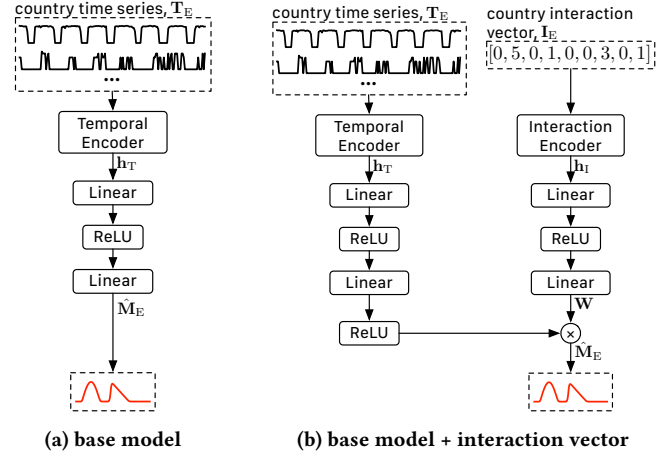 country time series, T_E
...
Temporal
Encoder
h_T
Linear
ReLU
Linear
M̂_E
(a) base model
country time series, T_E
...
Temporal
Encoder
h_T
Linear
ReLU
Linear
ReLU
country interaction
vector, I_E
[0, 5, 0, 1, 0, 0, 3, 0, 1]
Interaction
Encoder
h_I
Linear
ReLU
Linear
W
×
M̂_E
(b) base model + interaction vector